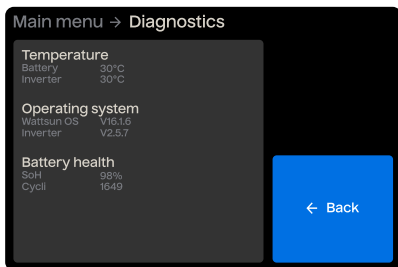 Main menu → Diagnostics
Temperature
Battery 30°C
Inverter 30°C
Operating system
Wattsun OS V16.1.6
Inverter V2.5.7
Battery health
SoH 98%
Cycli 1649
← Back